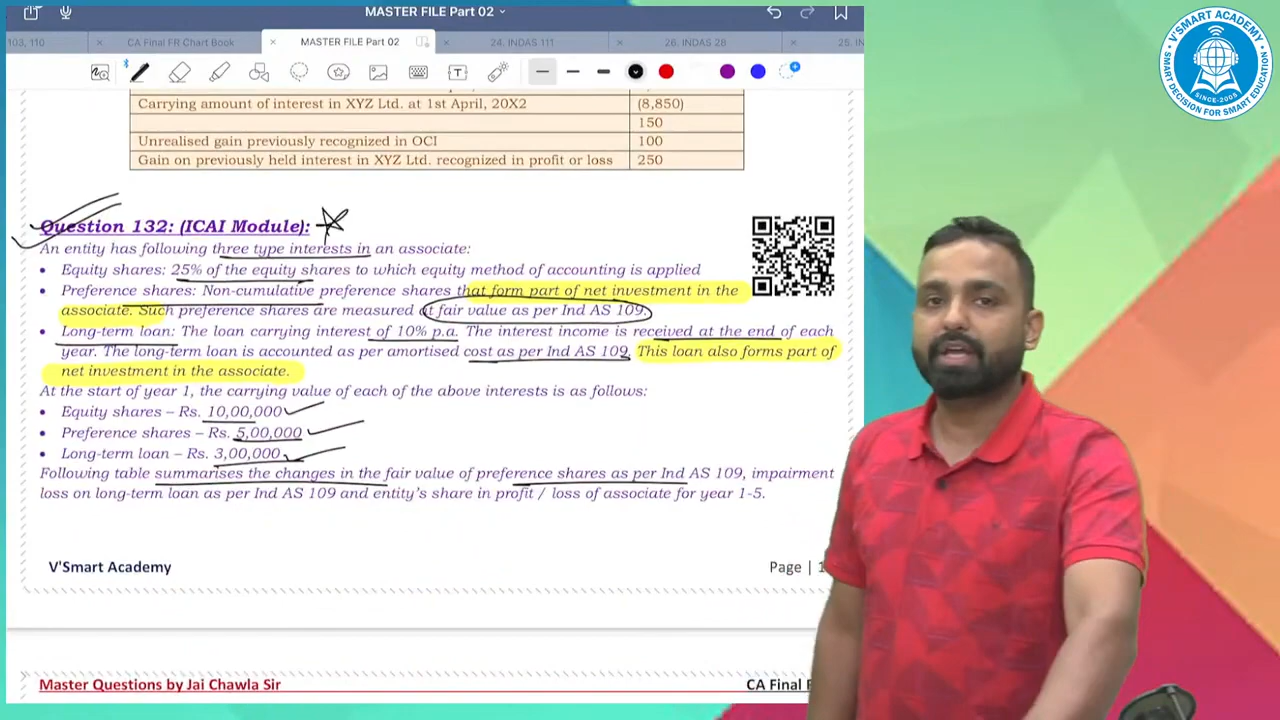 MASTER FILE Part 02
103, 110
CA Final FR Chart Book
MASTER FILE Part 02
24. INDAS 111
26. INDAS 28
25. IN
V'SMART ACADEMY
SMART DECISION FOR SMART EDUCATION
SINCE-2005
Carrying amount of interest in XYZ Ltd. at 1st April, 20X2 (8,850)
150
Unrealised gain previously recognized in OCI 100
Gain on previously held interest in XYZ Ltd. recognized in profit or loss 250
Question 132: (ICAI Module):
An entity has following three type interests in an associate:
• Equity shares: 25% of the equity shares to which equity method of accounting is applied
• Preference shares: Non-cumulative preference shares that form part of net investment in the
associate. Such preference shares are measured at fair value as per Ind AS 109.
• Long-term loan: The loan carrying interest of 10% p.a. The interest income is received at the end of each
year. The long-term loan is accounted as per amortised cost as per Ind AS 109. This loan also forms part of
net investment in the associate.
At the start of year 1, the carrying value of each of the above interests is as follows:
• Equity shares – Rs. 10,00,000
• Preference shares – Rs. 5,00,000
• Long-term loan – Rs. 3,00,000
Following table summarises the changes in the fair value of preference shares as per Ind AS 109, impairment
loss on long-term loan as per Ind AS 109 and entity's share in profit / loss of associate for year 1-5.
V'Smart Academy
Page | 1
Master Questions by Jai Chawla Sir
CA Final